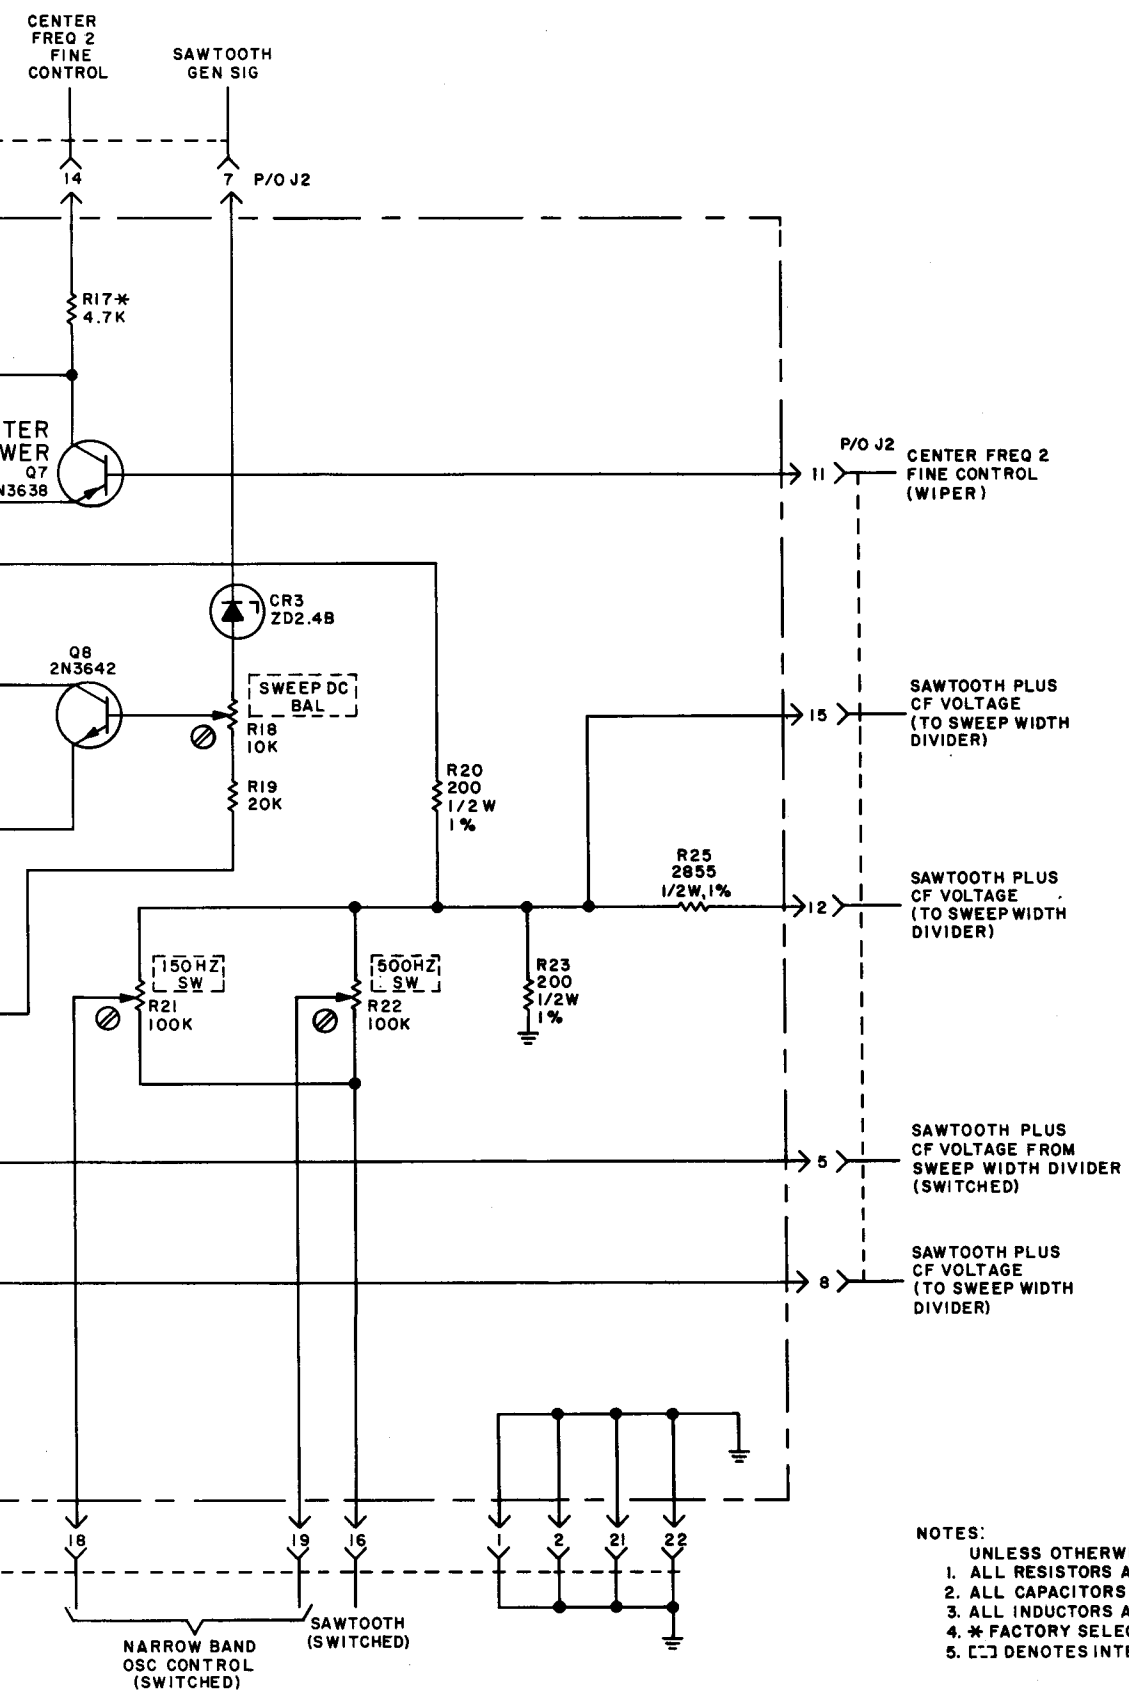 CENTER
FREQ 2
FINE
CONTROL
SAWTOOTH
GEN SIG
14
7 P/O J2
R17*
4.7K
TER
WER
Q7
N3638
P/O J2
11
CENTER FREQ 2
FINE CONTROL
(WIPER)
CR3
ZD2.4B
Q8
2N3642
SWEEP DC
BAL
R18
10K
R19
20K
R20
200
1/2 W
1%
15
SAWTOOTH PLUS
CF VOLTAGE
(TO SWEEP WIDTH
DIVIDER)
R25
2855
1/2W, 1%
12
SAWTOOTH PLUS
CF VOLTAGE
(TO SWEEP WIDTH
DIVIDER)
150 HZ
SW
R21
100K
500HZ
SW
R22
100K
R23
200
1/2W
1%
5
SAWTOOTH PLUS
CF VOLTAGE FROM
SWEEP WIDTH DIVIDER
(SWITCHED)
8
SAWTOOTH PLUS
CF VOLTAGE
(TO SWEEP WIDTH
DIVIDER)
18 19 16 1 2 21 22
NARROW BAND
OSC CONTROL
(SWITCHED)
SAWTOOTH
(SWITCHED)
NOTES:
UNLESS OTHERW
1. ALL RESISTORS A
2. ALL CAPACITORS
3. ALL INDUCTORS A
4. * FACTORY SELEC
5. [ ] DENOTES INTE